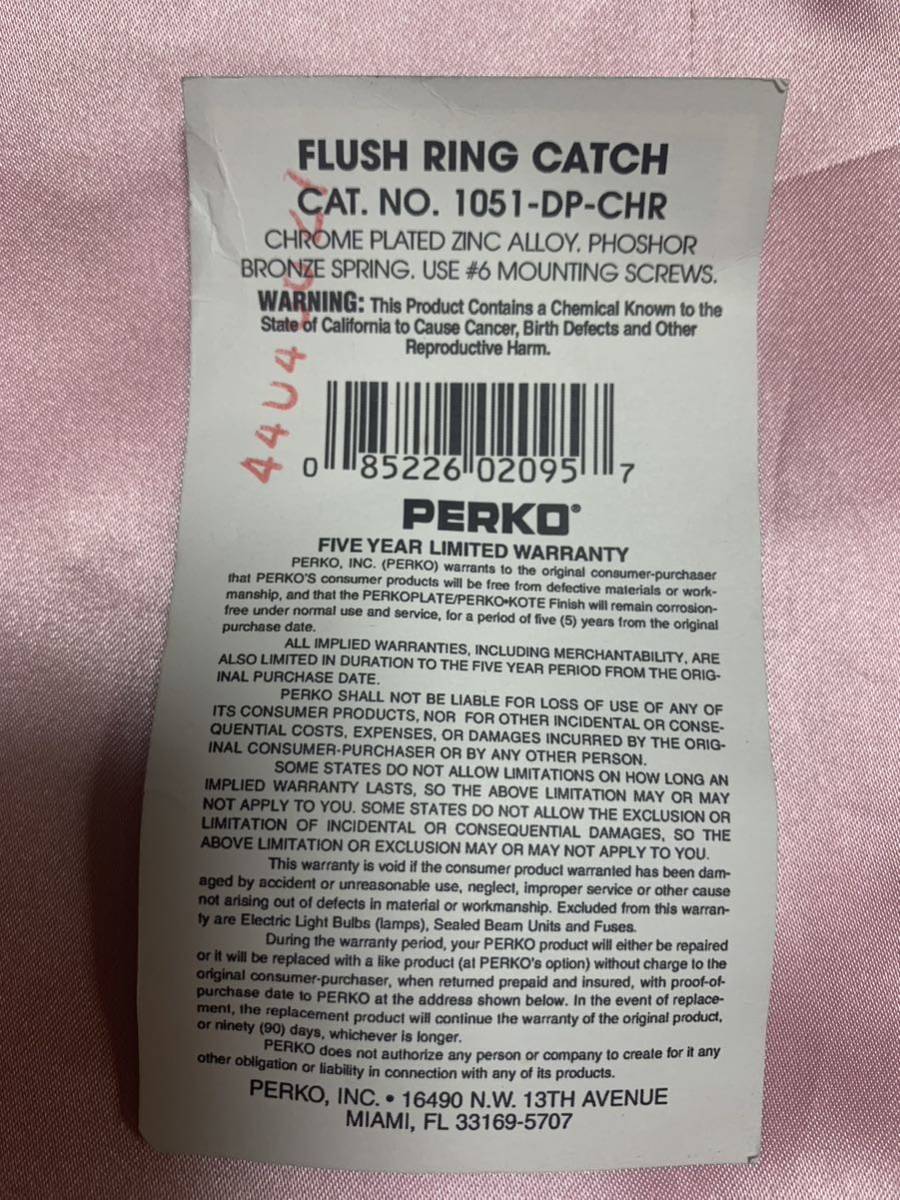 FLUSH RING CATCH
CAT. NO. 1051-DP-CHR
CHROME PLATED ZINC ALLOY. PHOSHOR
BRONZE SPRING. USE #6 MOUNTING SCREWS.
WARNING: This Product Contains a Chemical Known to the
State of California to Cause Cancer, Birth Defects and Other
Reproductive Harm.
44U4
0 85226 02095 7
PERKO®
FIVE YEAR LIMITED WARRANTY
PERKO, INC. (PERKO) warrants to the original consumer-purchaser
that PERKO'S consumer products will be free from defective materials or work-
manship, and that the PERKOPLATE/PERKO•KOTE Finish will remain corrosion-
free under normal use and service, for a period of five (5) years from the original
purchase date.
ALL IMPLIED WARRANTIES, INCLUDING MERCHANTABILITY, ARE
ALSO LIMITED IN DURATION TO THE FIVE YEAR PERIOD FROM THE ORIG-
INAL PURCHASE DATE.
PERKO SHALL NOT BE LIABLE FOR LOSS OF USE OF ANY OF
ITS CONSUMER PRODUCTS, NOR FOR OTHER INCIDENTAL OR CONSE-
QUENTIAL COSTS, EXPENSES, OR DAMAGES INCURRED BY THE ORIG-
INAL CONSUMER-PURCHASER OR BY ANY OTHER PERSON.
SOME STATES DO NOT ALLOW LIMITATIONS ON HOW LONG AN
IMPLIED WARRANTY LASTS, SO THE ABOVE LIMITATION MAY OR MAY
NOT APPLY TO YOU. SOME STATES DO NOT ALLOW THE EXCLUSION OR
LIMITATION OF INCIDENTAL OR CONSEQUENTIAL DAMAGES, SO THE
ABOVE LIMITATION OR EXCLUSION MAY OR MAY NOT APPLY TO YOU.
This warranty is void if the consumer product warranted has been dam-
aged by accident or unreasonable use, neglect, improper service or other cause
not arising out of defects in material or workmanship. Excluded from this warran-
ty are Electric Light Bulbs (lamps), Sealed Beam Units and Fuses.
During the warranty period, your PERKO product will either be repaired
or it will be replaced with a like product (at PERKO's option) without charge to the
original consumer-purchaser, when returned prepaid and insured, with proof-of-
purchase date to PERKO at the address shown below. In the event of replace-
ment, the replacement product will continue the warranty of the original product,
or ninety (90) days, whichever is longer.
PERKO does not authorize any person or company to create for it any
other obligation or liability in connection with any of its products.
PERKO, INC. • 16490 N.W. 13TH AVENUE
MIAMI, FL 33169-5707